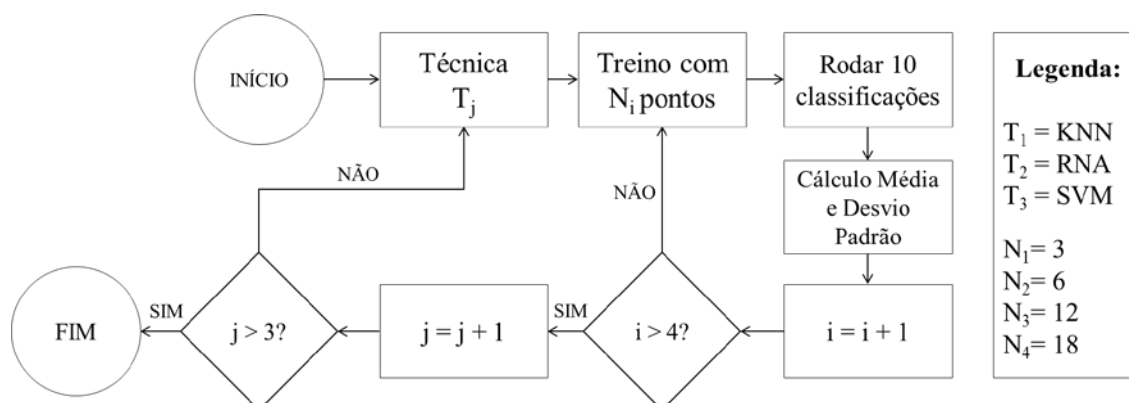 INÍCIO
Técnica
Tⱼ
Treino com
Nᵢ pontos
Rodar 10
classificações
Legenda:
T₁ = KNN
T₂ = RNA
T₃ = SVM
N₁= 3
N₂= 6
N₃= 12
N₄= 18
NÃO
NÃO
Cálculo Média
e Desvio
Padrão
FIM
SIM
j > 3?
j = j + 1
SIM
i > 4?
i = i + 1